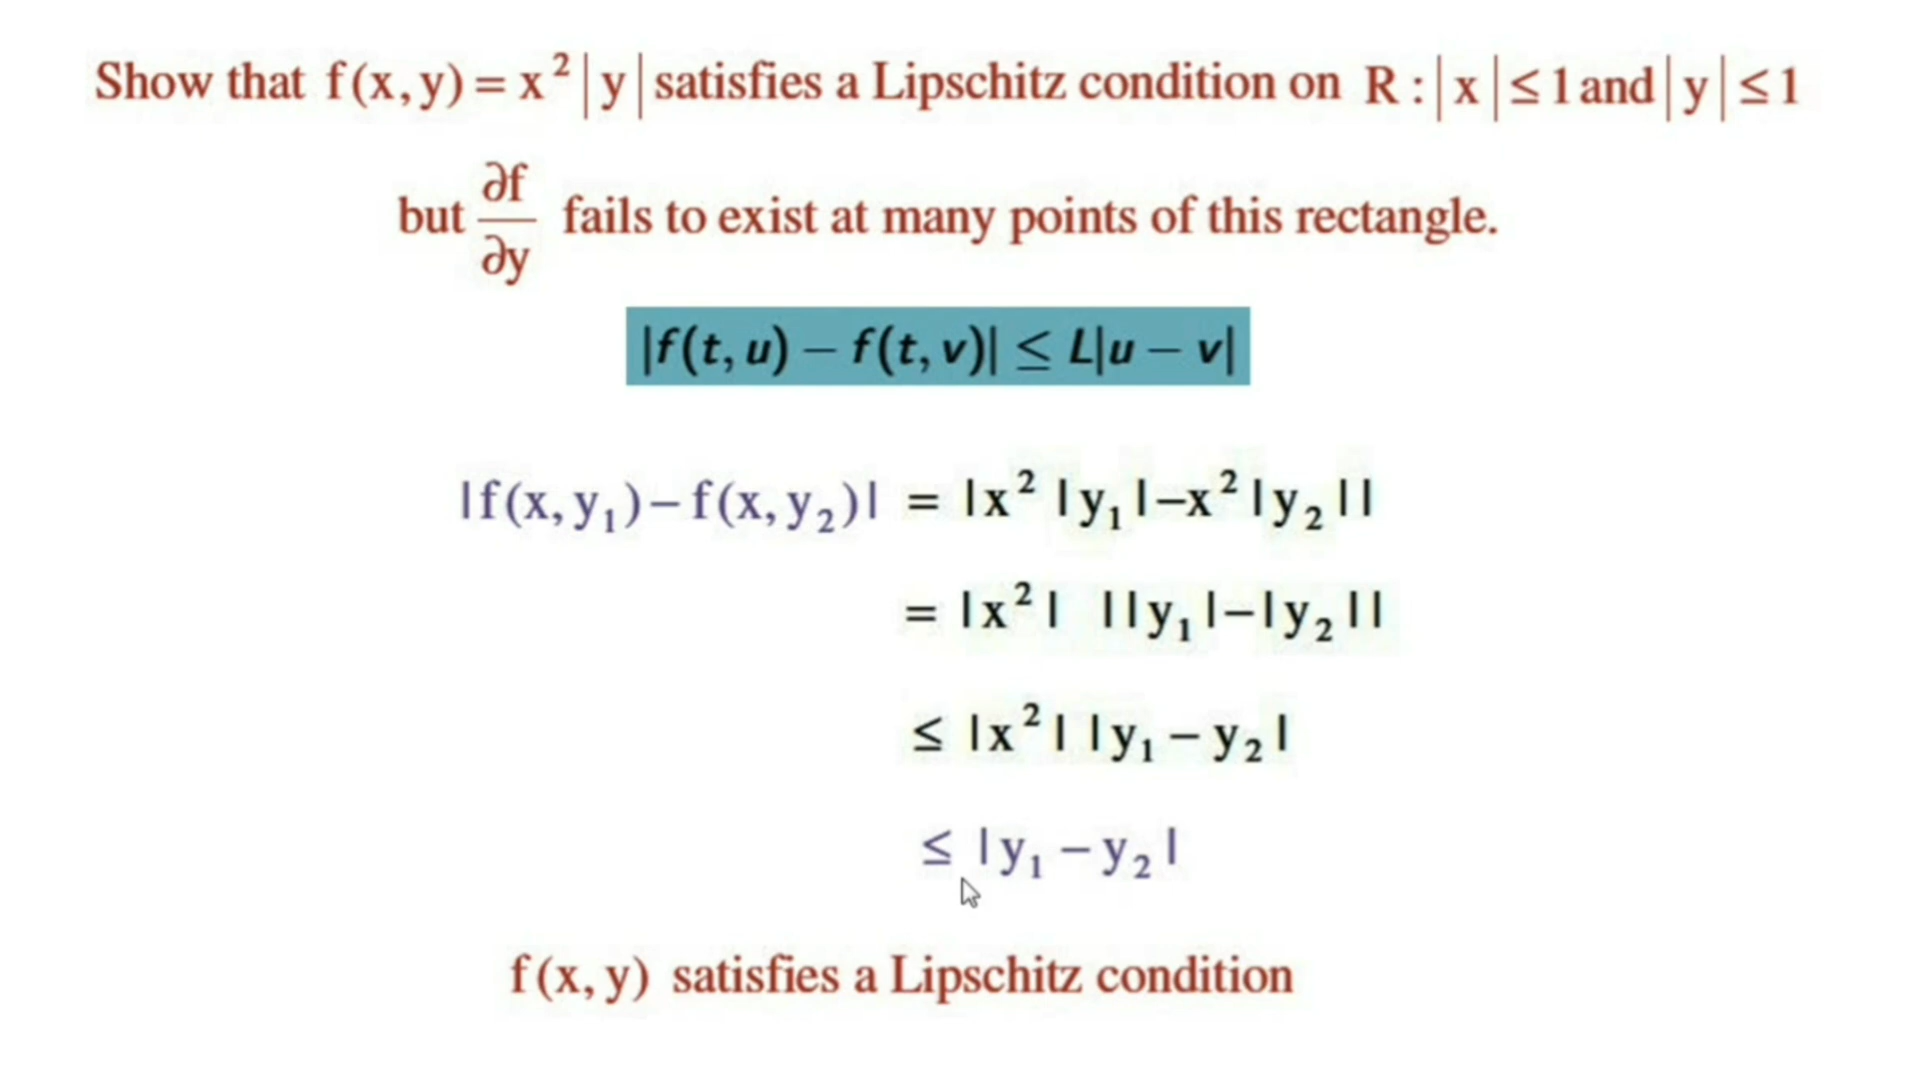 Show that f(x,y) = x² |y| satisfies a Lipschitz condition on R : |x| ≤ 1 and |y| ≤ 1
but ∂f/∂y fails to exist at many points of this rectangle.
|f(t, u) − f(t, v)| ≤ L|u − v|
|f(x,y₁) − f(x,y₂)| = |x² |y₁| − x² |y₂||
= |x²| ||y₁| − |y₂||
≤ |x²| |y₁ − y₂|
≤ |y₁ − y₂|
f(x,y) satisfies a Lipschitz condition